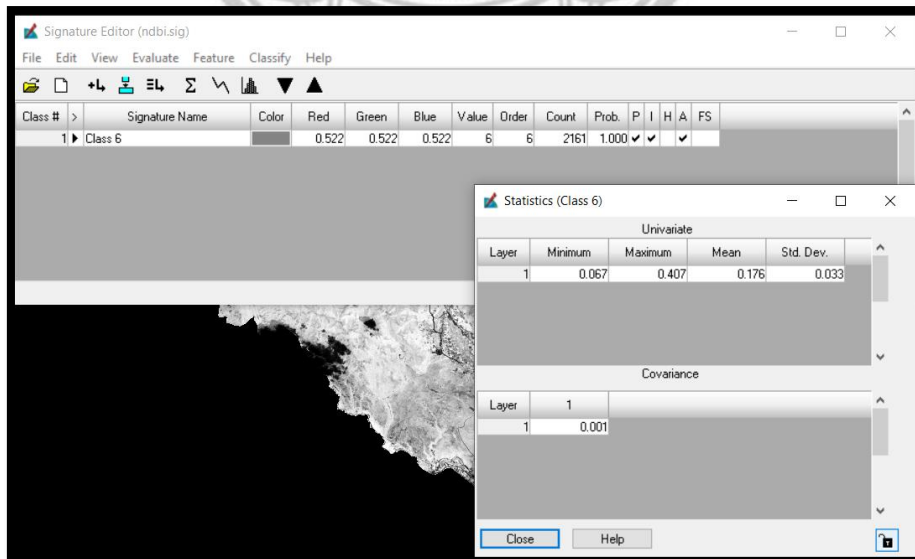 Signature Editor (ndbi.sig)
File Edit View Evaluate Feature Classify Help
Σ
Class # > Signature Name Color Red Green Blue Value Order Count Prob. P I H A FS
1 Class 6 0.522 0.522 0.522 6 6 2161 1.000 ✔ ✔ ✔
Statistics (Class 6)
Univariate
Layer Minimum Maximum Mean Std. Dev.
1 0.067 0.407 0.176 0.033
Covariance
Layer 1
1 0.001
Close Help